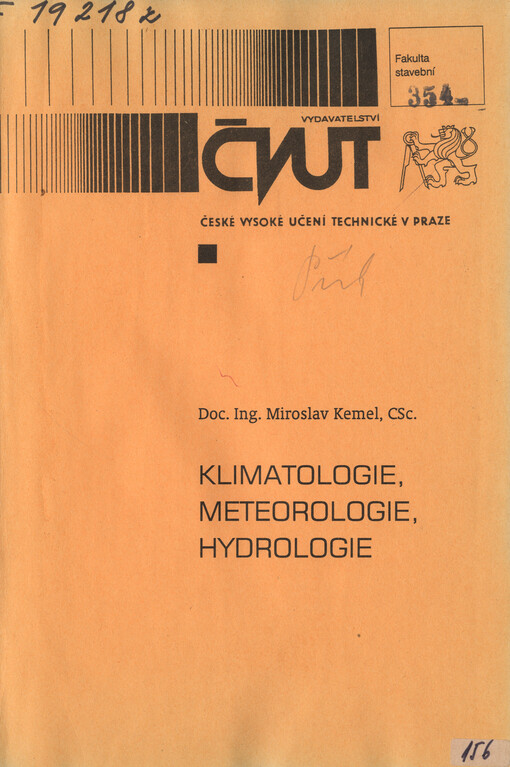 F 19218 z
Fakulta
stavební
354
VYDAVATELSTVÍ
ČVUT
ČESKÉ VYSOKÉ UČENÍ TECHNICKÉ V PRAZE
Doc. Ing. Miroslav Kemel, CSc.
KLIMATOLOGIE,
METEOROLOGIE,
HYDROLOGIE
156